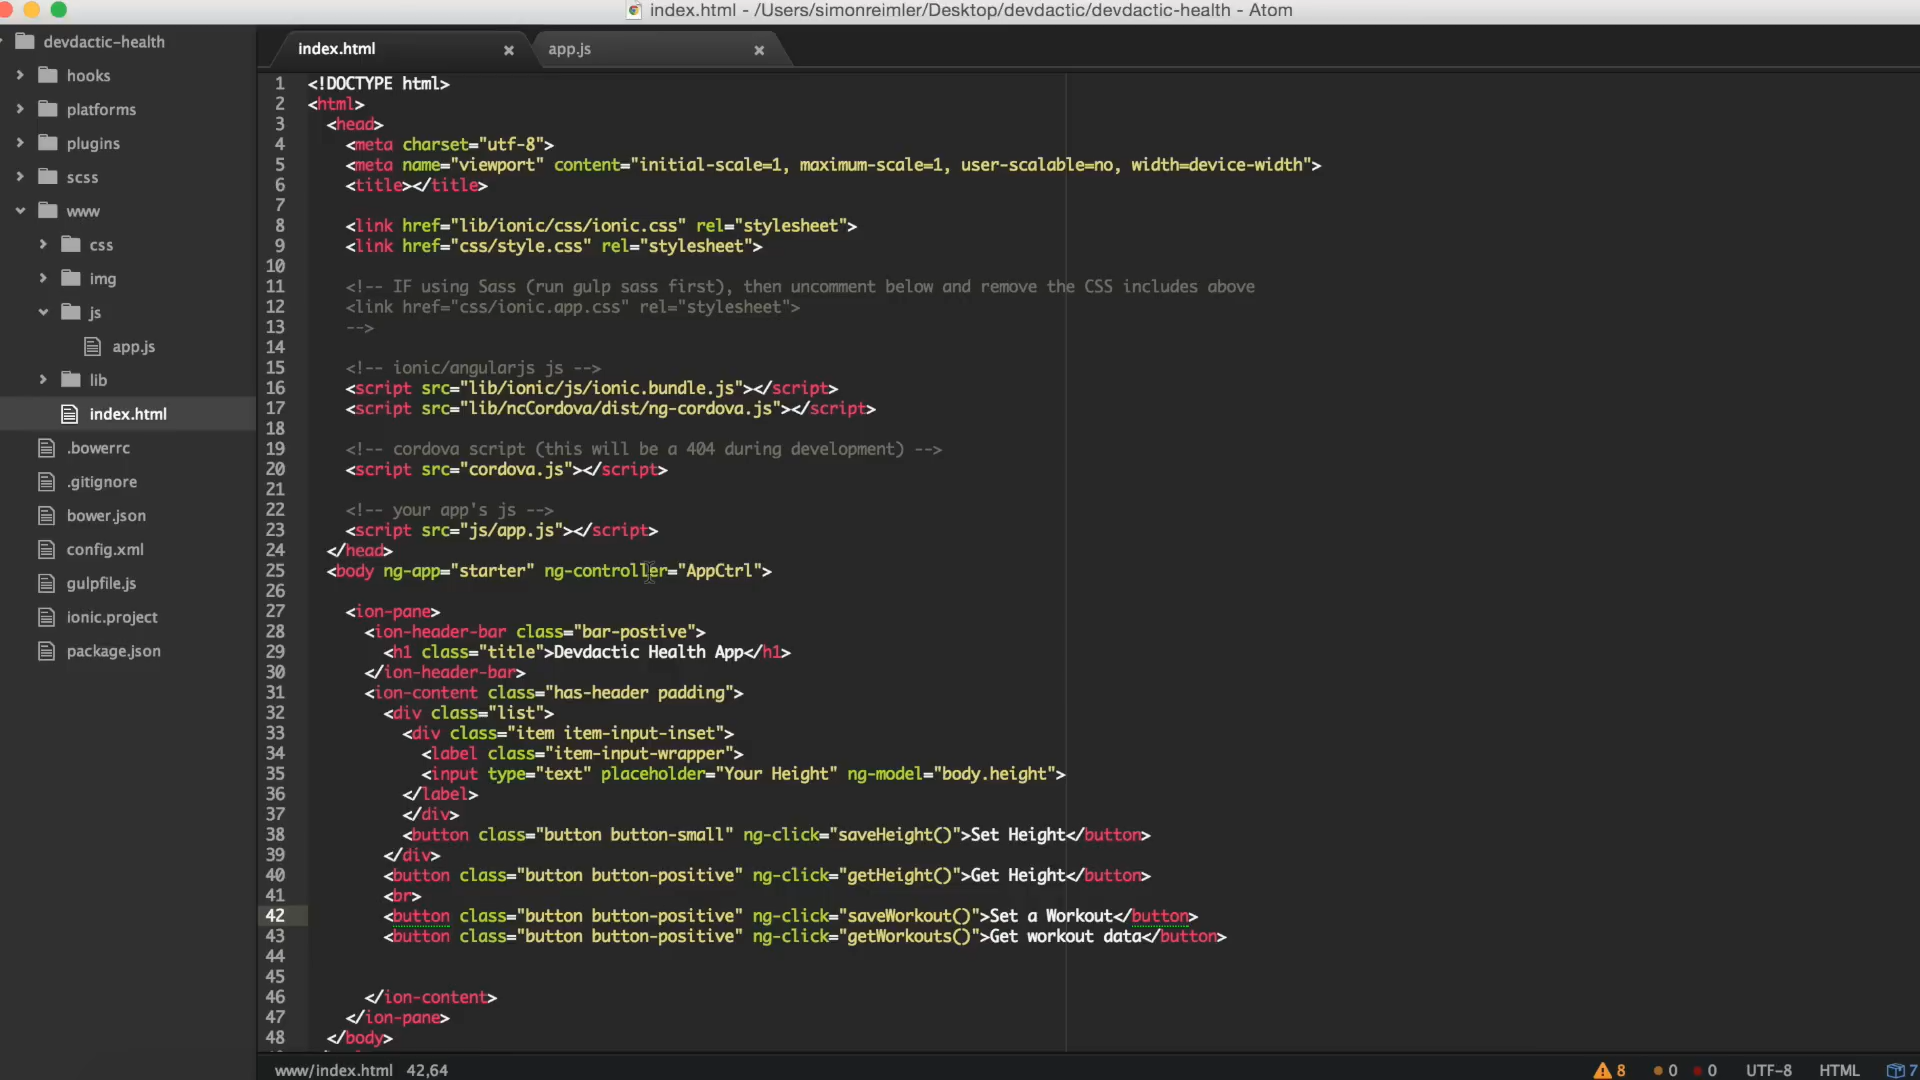 index.html - /Users/simonreimler/Desktop/devdactic/devdactic-health - Atom
devdactic-health
hooks
platforms
plugins
scss
www
css
img
js
app.js
lib
index.html
.bowerrc
.gitignore
bower.json
config.xml
gulpfile.js
ionic.project
package.json
index.html
app.js
1 <!DOCTYPE html>
2 <html>
3 <head>
4 <meta charset="utf-8">
5 <meta name="viewport" content="initial-scale=1, maximum-scale=1, user-scalable=no, width=device-width">
6 <title></title>
7
8 <link href="lib/ionic/css/ionic.css" rel="stylesheet">
9 <link href="css/style.css" rel="stylesheet">
10
11 <!-- IF using Sass (run gulp sass first), then uncomment below and remove the CSS includes above
12 <link href="css/ionic.app.css" rel="stylesheet">
13 -->
14
15 <!-- ionic/angularjs js -->
16 <script src="lib/ionic/js/ionic.bundle.js"></script>
17 <script src="lib/ncCordova/dist/ng-cordova.js"></script>
18
19 <!-- cordova script (this will be a 404 during development) -->
20 <script src="cordova.js"></script>
21
22 <!-- your app's js -->
23 <script src="js/app.js"></script>
24 </head>
25 <body ng-app="starter" ng-controller="AppCtrl">
26
27 <ion-pane>
28 <ion-header-bar class="bar-postive">
29 <h1 class="title">Devdactic Health App</h1>
30 </ion-header-bar>
31 <ion-content class="has-header padding">
32 <div class="list">
33 <div class="item item-input-inset">
34 <label class="item-input-wrapper">
35 <input type="text" placeholder="Your Height" ng-model="body.height">
36 </label>
37 </div>
38 <button class="button button-small" ng-click="saveHeight()">Set Height</button>
39 </div>
40 <button class="button button-positive" ng-click="getHeight()">Get Height</button>
41 <br>
42 <button class="button button-positive" ng-click="saveWorkout()">Set a Workout</button>
43 <button class="button button-positive" ng-click="getWorkouts()">Get workout data</button>
44
45
46 </ion-content>
47 </ion-pane>
48 </body>
www/index.html 42,64
8 0 0 UTF-8 HTML 7